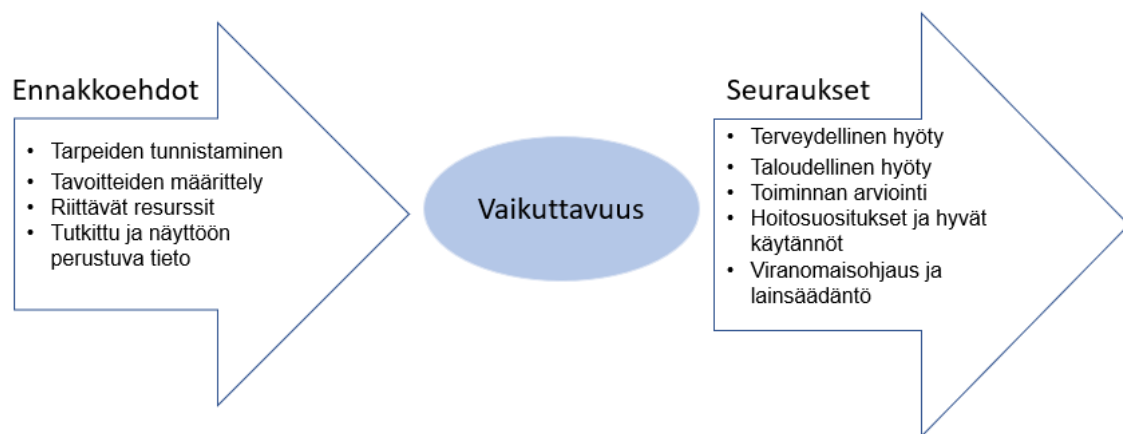 Ennakkoehdot
• Tarpeiden tunnistaminen
• Tavoitteiden määrittely
• Riittävät resurssit
• Tutkittu ja näyttöön
perustuva tieto
Vaikuttavuus
Seuraukset
• Terveydellinen hyöty
• Taloudellinen hyöty
• Toiminnan arviointi
• Hoitosuositukset ja hyvät
käytännöt
• Viranomaisohjaus ja
lainsäädäntö